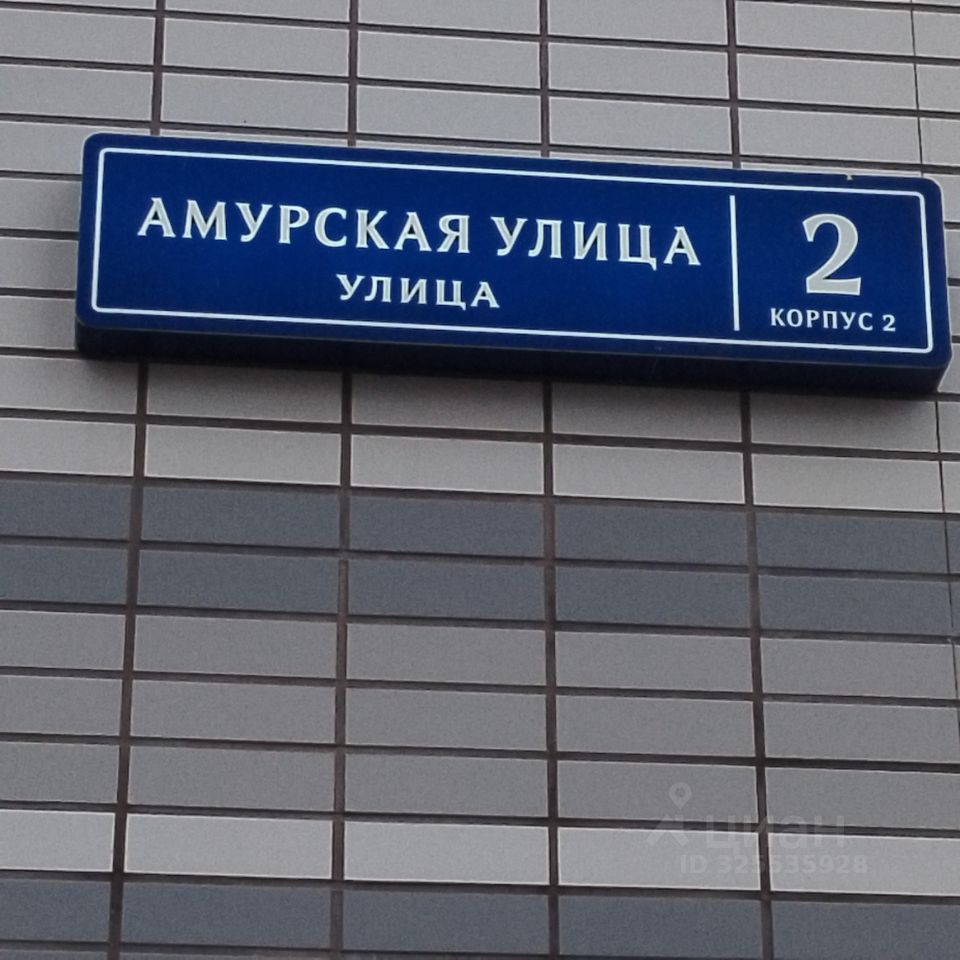 АМУРСКАЯ УЛИЦА
УЛИЦА
2
КОРПУС 2
циан
ID 325535928